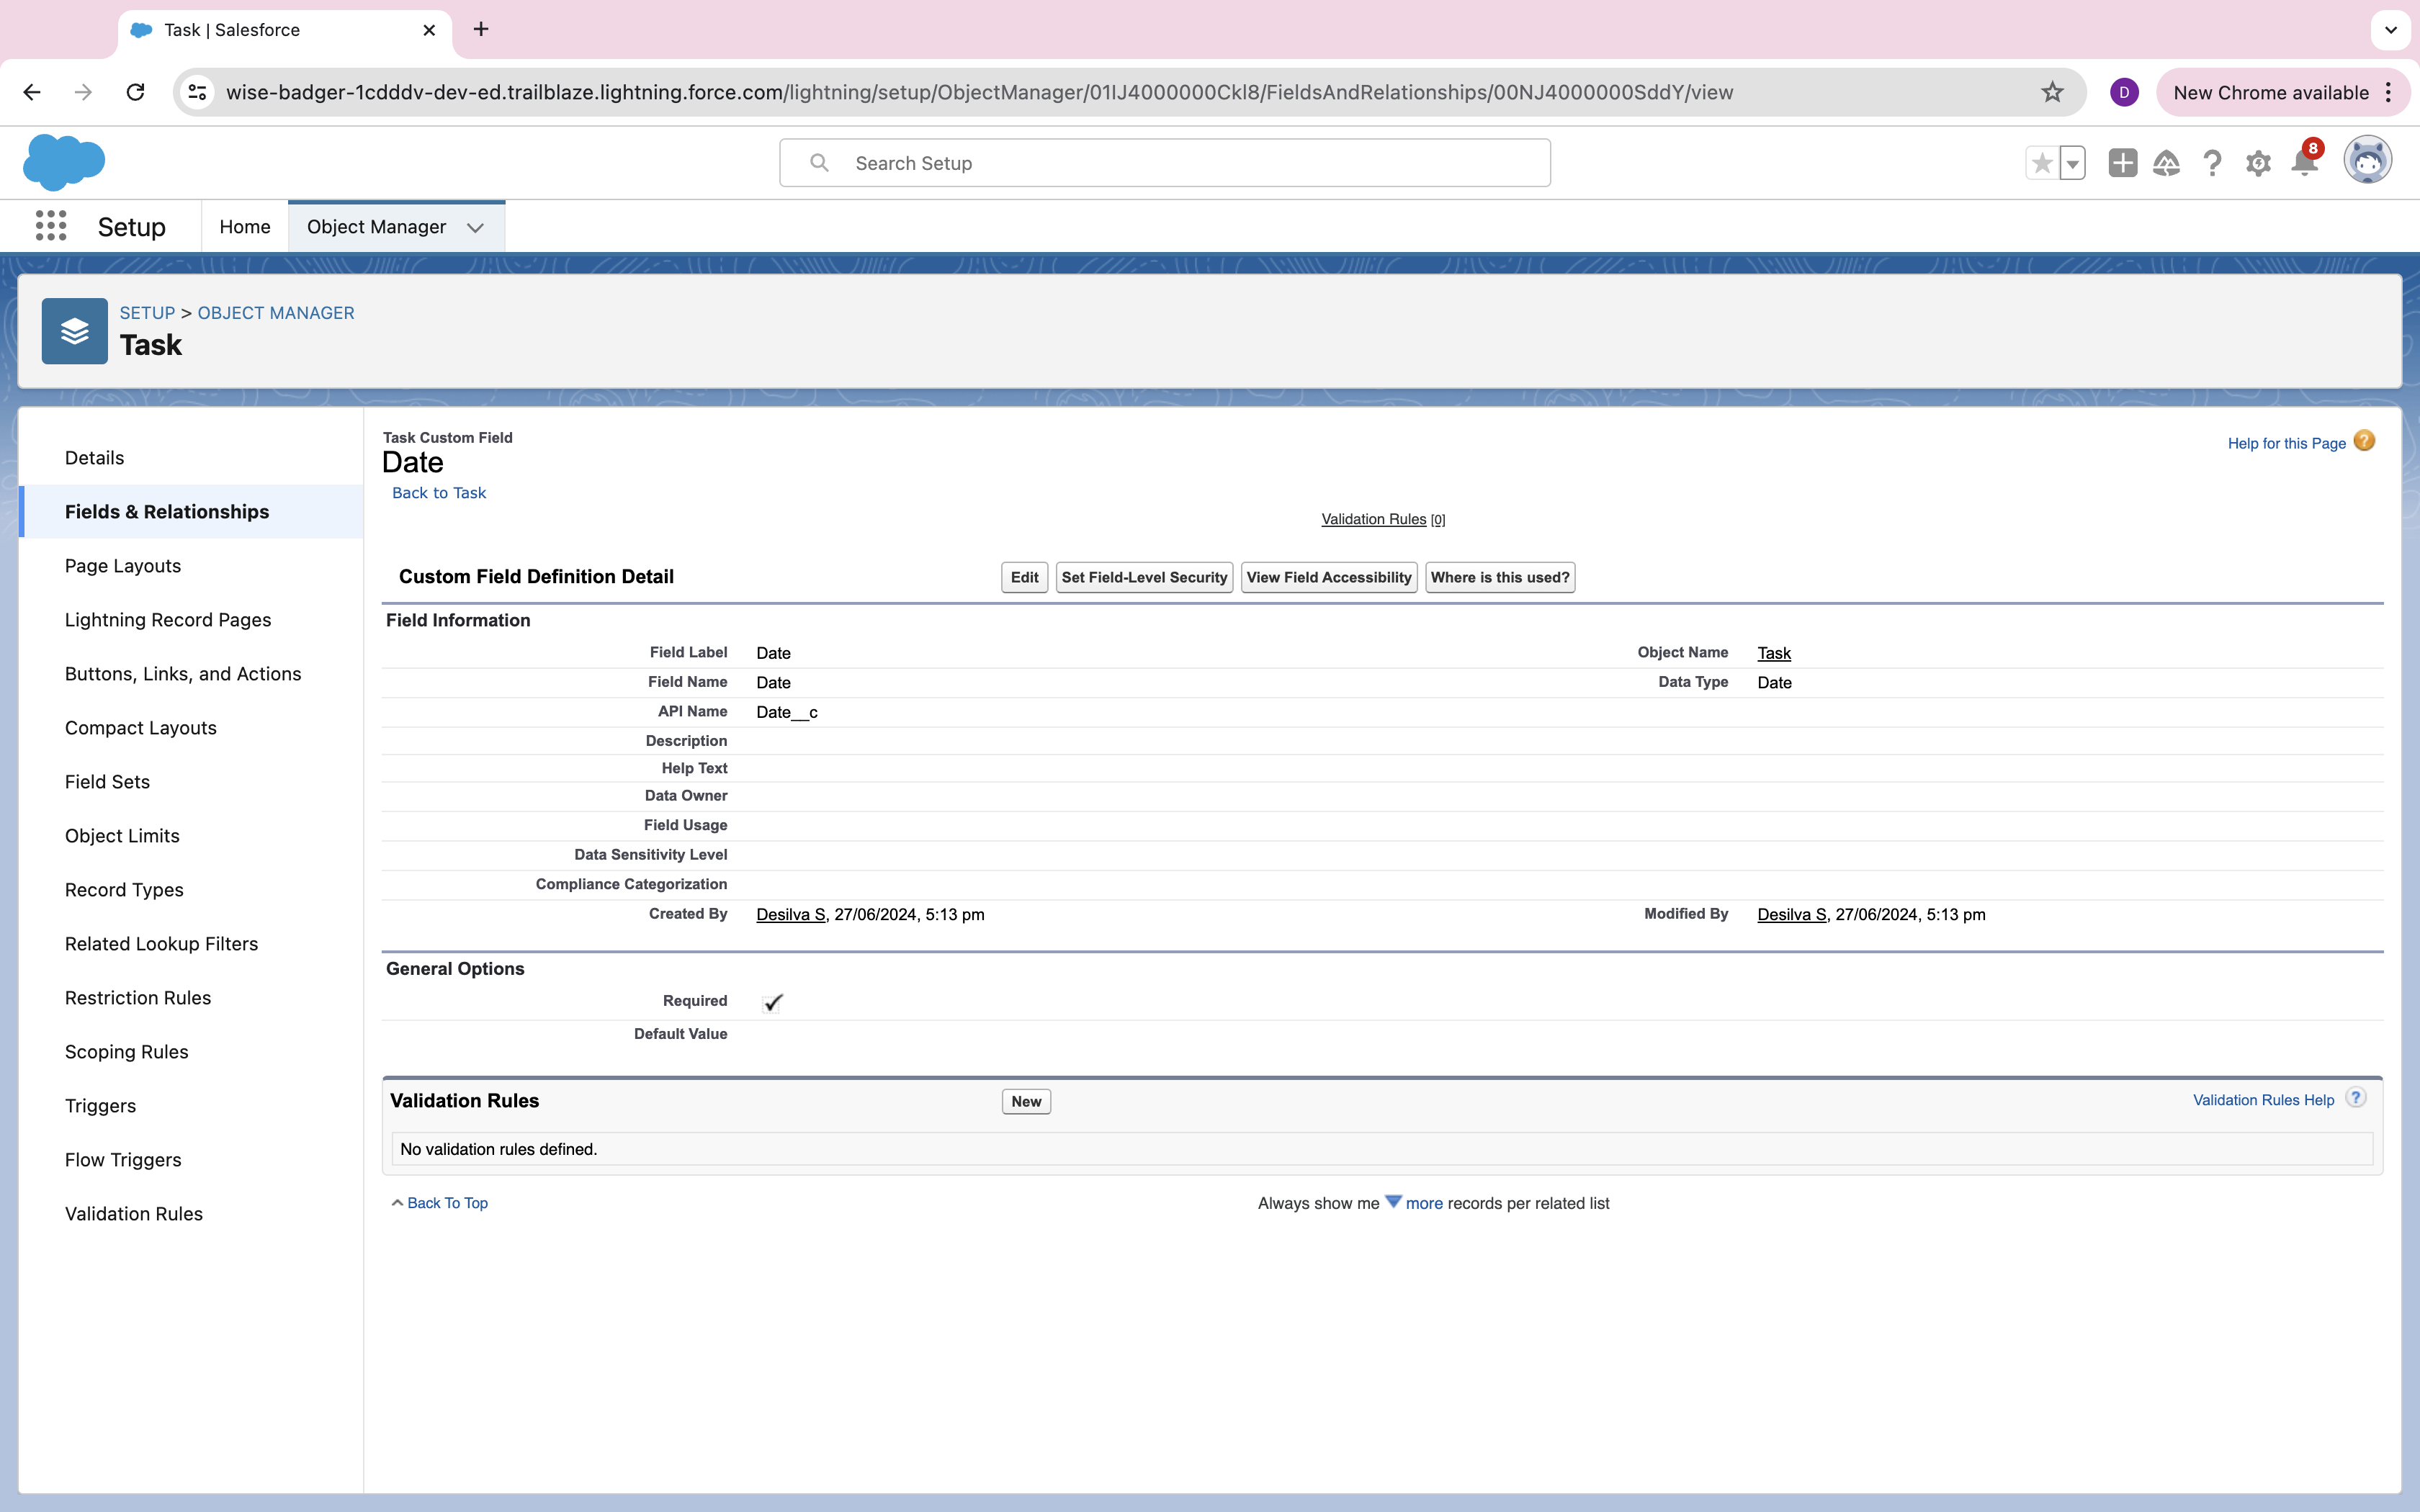 Task | Salesforce
wise-badger-1cdddv-dev-ed.trailblaze.lightning.force.com/lightning/setup/ObjectManager/01IJ4000000Ckl8/FieldsAndRelationships/00NJ4000000SddY/view
D
New Chrome available
Search Setup
8
Setup
Home
Object Manager
SETUP > OBJECT MANAGER
Task
Details
Fields & Relationships
Page Layouts
Lightning Record Pages
Buttons, Links, and Actions
Compact Layouts
Field Sets
Object Limits
Record Types
Related Lookup Filters
Restriction Rules
Scoping Rules
Triggers
Flow Triggers
Validation Rules
Task Custom Field
Date
Back to Task
Help for this Page ?
Validation Rules [0]
Custom Field Definition Detail
Edit
Set Field-Level Security
View Field Accessibility
Where is this used?
Field Information
Field Label Date Object Name Task
Field Name Date Data Type Date
API Name Date__c
Description
Help Text
Data Owner
Field Usage
Data Sensitivity Level
Compliance Categorization
Created By Desilva S, 27/06/2024, 5:13 pm Modified By Desilva S, 27/06/2024, 5:13 pm
General Options
Required
Default Value
Validation Rules New Validation Rules Help ?
No validation rules defined.
Back To Top
Always show me more records per related list